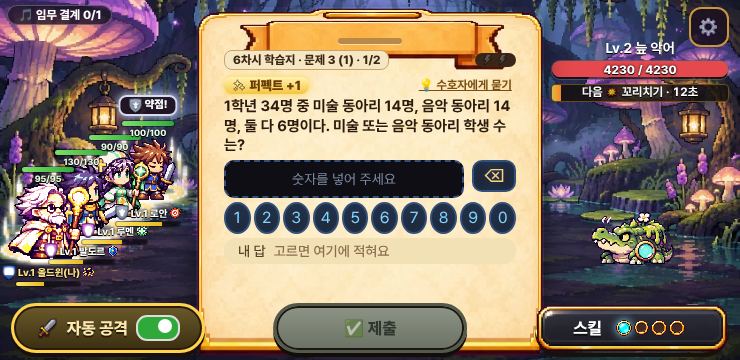 임무 결계 0/1
6차시 학습지 · 문제 3 (1) · 1/2
퍼펙트 +1
수호자에게 묻기
1학년 34명 중 미술 동아리 14명, 음악 동아리 14
명, 둘 다 6명이다. 미술 또는 음악 동아리 학생 수
는?
숫자를 넣어 주세요
1 2 3 4 5 6 7 8 9 0
내 답 고르면 여기에 적혀요
제출
Lv.2 늪 악어
4230 / 4230
다음 꼬리치기 · 12초
약점!
100/100
90/90
130/130
95/95
Lv.1 로안
Lv.1 루멘
Lv.1 발도르
Lv.1 올드윈(나)
자동 공격
스킬